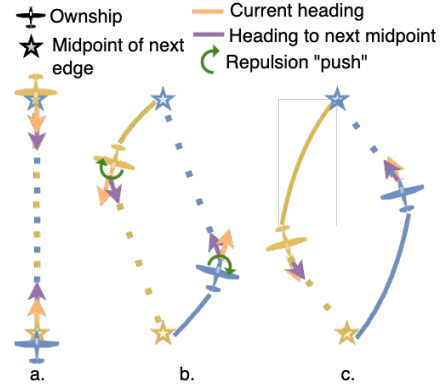 Ownship
Midpoint of next
edge
Current heading
Heading to next midpoint
Repulsion "push"
a.
b.
c.